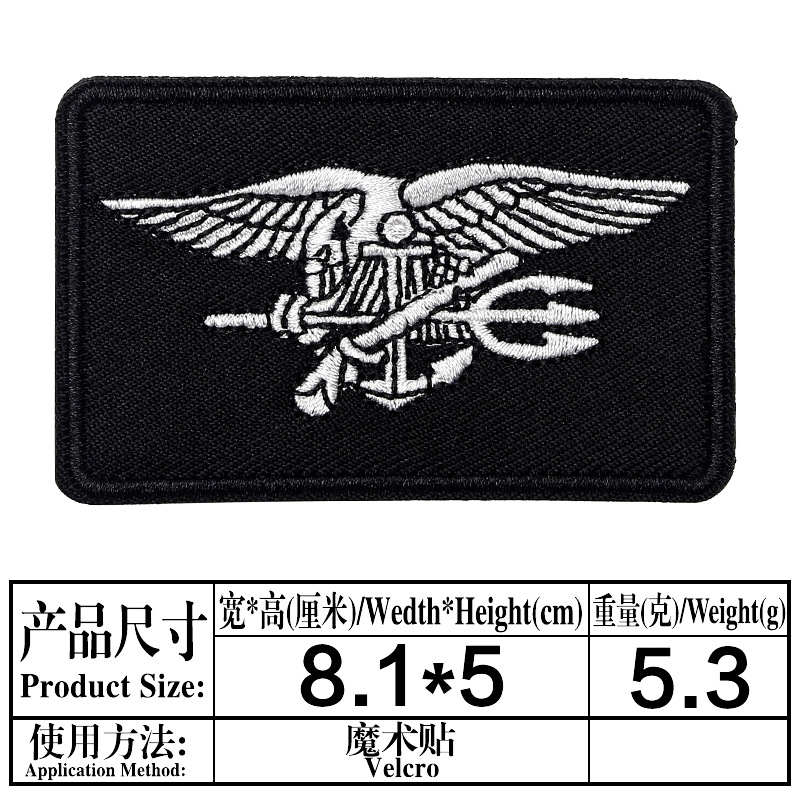 产品尺寸
Product Size:
宽*高(厘米)/Wedth*Height(cm)
重量(克)/Weight(g)
8.1*5
5.3
使用方法:
Application Method:
魔术贴
Velcro